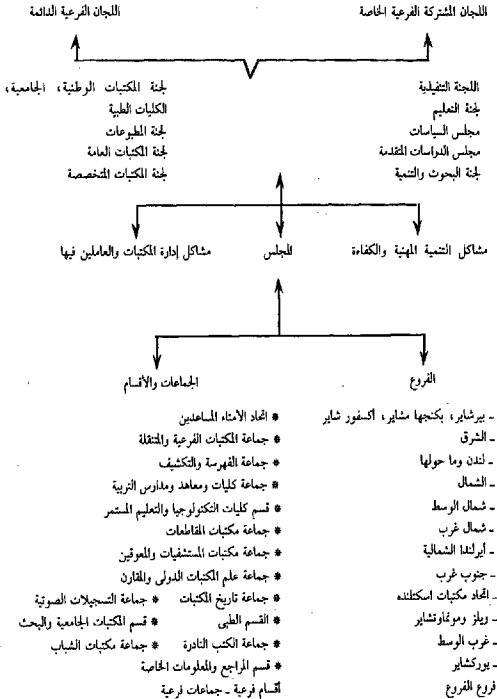 اللجان المشتركة الفرعية الخاصة
اللجان الفرعية الدائمة
اللجنة التنفيذية
لجنة التعليم
مجلس السياسات
مجلس الدراسات المتقدمة
لجنة البحوث والتنمية
لجنة المكتبات الوطنية، الجامعية،
الكليات الطبية
لجنة المطبوعات
لجنة المكتبات العامة
لجنة المكتبات المتخصصة
مشاكل التنمية المهنية والكفاءة
المجلس
مشاكل إدارة المكتبات والعاملين فيها
الفروع
- بيرشاير، بكنجها مشاير، أكسفور شاير
- الشرق
- لندن وما حولها
- الشمال
- شمال الوسط
- شمال غرب
- أيرلندا الشمالية
- جنوب غرب
- اتحاد مكتبات اسكتلنده
- ويلز ومونماوتشاير
- غرب الوسط
- يوركشاير
فروع الفروع
الجماعات والأقسام
* اتحاد الأمناء المساعدين
* جماعة المكتبات الفرعية والمتنقلة
* جماعة الفهرسة والتكشيف
* جماعة كليات ومعاهد ومدارس التربية
* قسم كليات التكنولوجيا والتعليم المستمر
* جماعة مكتبات المقاطعات
* جماعة مكتبات المستشفيات والمعوقين
* جماعة علم المكتبات الدولى والمقارن
* جماعة تاريخ المكتبات * جماعة التسجيلات الصوتية
* القسم الطبى * قسم المكتبات الجامعية والبحث
* جماعة الكتب النادرة * جماعة مكتبات الشباب
* قسم المراجع والمعلومات الخاصة
أقسام فرعية - جماعات فرعية